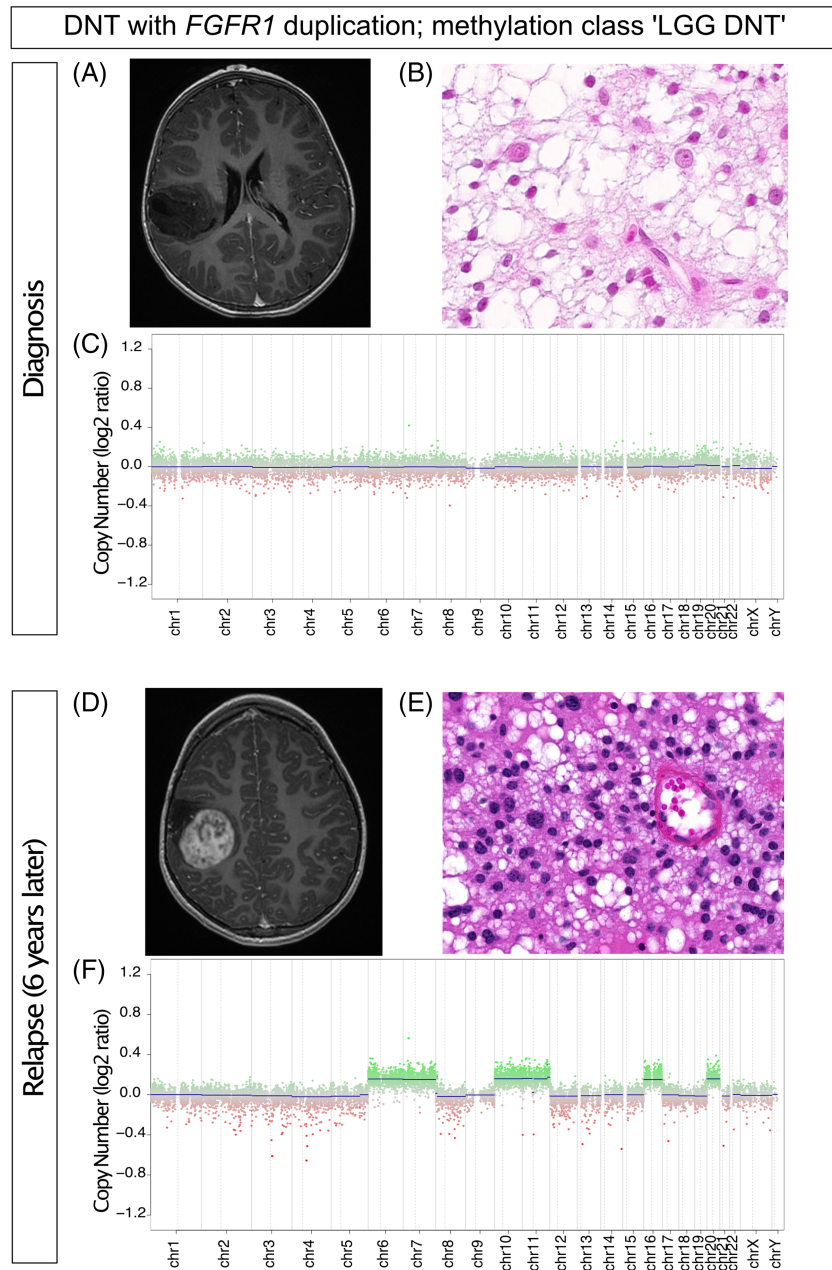 DNT with FGFR1 duplication; methylation class 'LGG DNT'
Diagnosis
(A)
(B)
(C)
Copy Number (log2 ratio)
1.2
0.8
0.4
0.0
−0.4
−0.8
−1.2
chr1
chr2
chr3
chr4
chr5
chr6
chr7
chr8
chr9
chr10
chr11
chr12
chr13
chr14
chr15
chr16
chr17
chr18
chr19
chr20
chr21
chr22
chrX
chrY
Relapse (6 years later)
(D)
(E)
(F)
Copy Number (log2 ratio)
1.2
0.8
0.4
0.0
−0.4
−0.8
−1.2
chr1
chr2
chr3
chr4
chr5
chr6
chr7
chr8
chr9
chr10
chr11
chr12
chr13
chr14
chr15
chr16
chr17
chr18
chr19
chr20
chr21
chr22
chrX
chrY